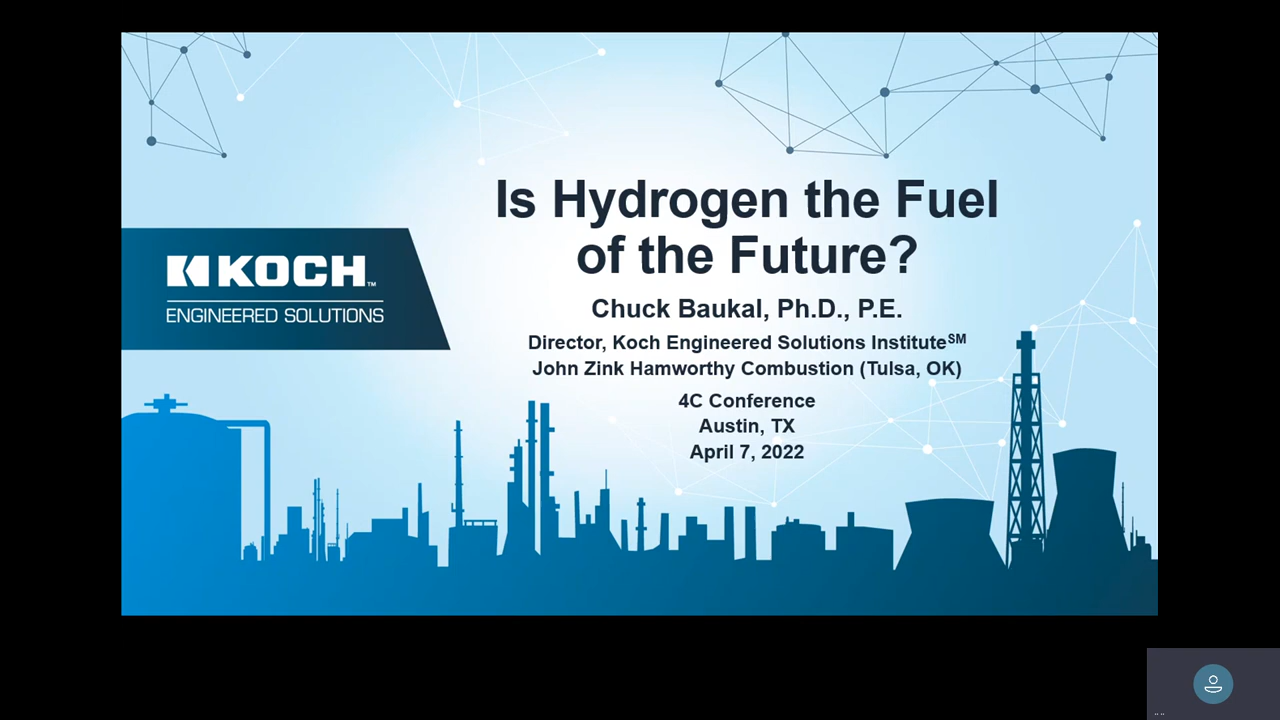 Is Hydrogen the Fuel
of the Future?
KOCH™
ENGINEERED SOLUTIONS
Chuck Baukal, Ph.D., P.E.
Director, Koch Engineered Solutions Institute℠
John Zink Hamworthy Combustion (Tulsa, OK)
4C Conference
Austin, TX
April 7, 2022